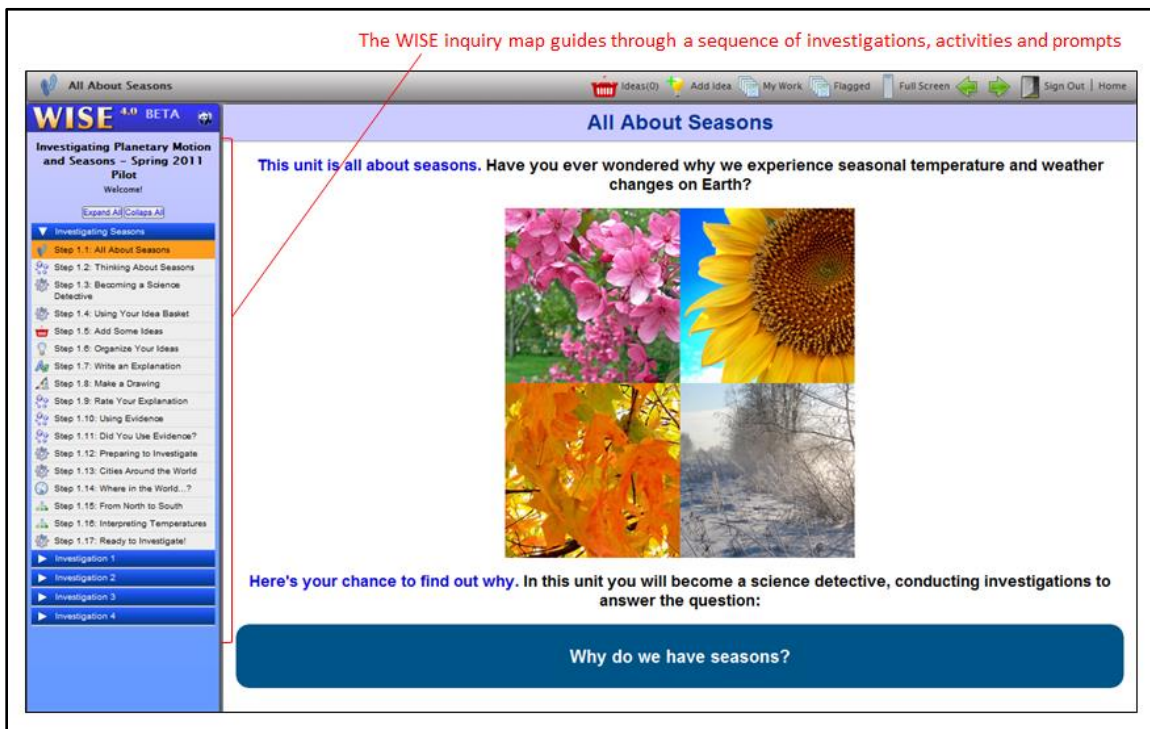 The WISE inquiry map guides through a sequence of investigations, activities and prompts
All About Seasons
Ideas(0) Add Idea My Work Flagged Full Screen Sign Out | Home
WISE 4.0 BETA
Investigating Planetary Motion
and Seasons – Spring 2011
Pilot
Welcome!
Expand All Collaps All
Investigating Seasons
Step 1.1: All About Seasons
Step 1.2: Thinking About Seasons
Step 1.3: Becoming a Science
Detective
Step 1.4: Using Your Idea Basket
Step 1.5: Add Some Ideas
Step 1.6: Organize Your Ideas
Step 1.7: Write an Explanation
Step 1.8: Make a Drawing
Step 1.9: Rate Your Explanation
Step 1.10: Using Evidence
Step 1.11: Did You Use Evidence?
Step 1.12: Preparing to Investigate
Step 1.13: Cities Around the World
Step 1.14: Where in the World...?
Step 1.15: From North to South
Step 1.16: Interpreting Temperatures
Step 1.17: Ready to Investigate!
Investigation 1
Investigation 2
Investigation 3
Investigation 4
All About Seasons
This unit is all about seasons. Have you ever wondered why we experience seasonal temperature and weather
changes on Earth?
Here's your chance to find out why. In this unit you will become a science detective, conducting investigations to
answer the question:
Why do we have seasons?